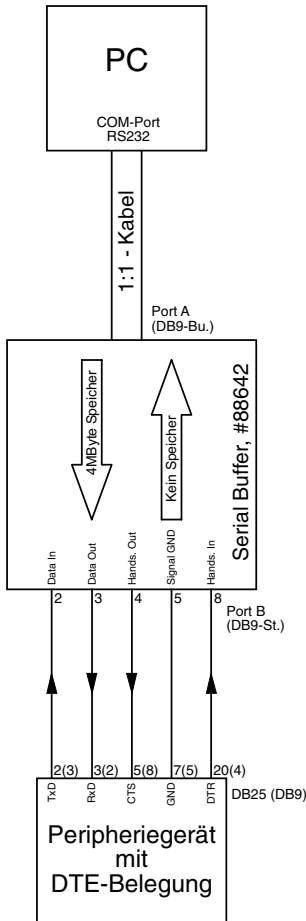 PC
COM-Port
RS232
1:1 - Kabel
Port A
(DB9-Bu.)
4MByte Speicher
Kein Speicher
Serial Buffer, #88642
Data In
Data Out
Hands. Out
Signal GND
Hands. In
2
3
4
5
8
Port B
(DB9-St.)
2(3)
3(2)
5(8)
7(5)
20(4)
DB25 (DB9)
TxD
RxD
CTS
GND
DTR
Peripheriegerät
mit
DTE-Belegung